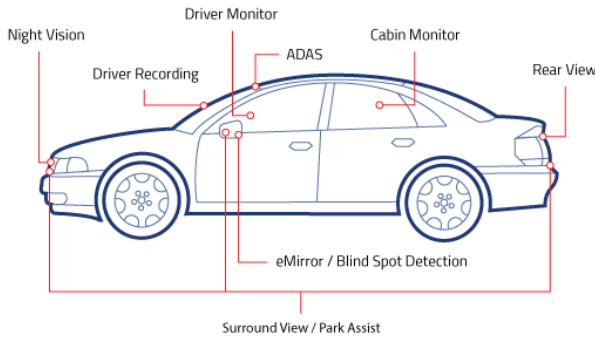 Driver Monitor
Night Vision
Cabin Monitor
ADAS
Driver Recording
Rear View
eMirror / Blind Spot Detection
Surround View / Park Assist